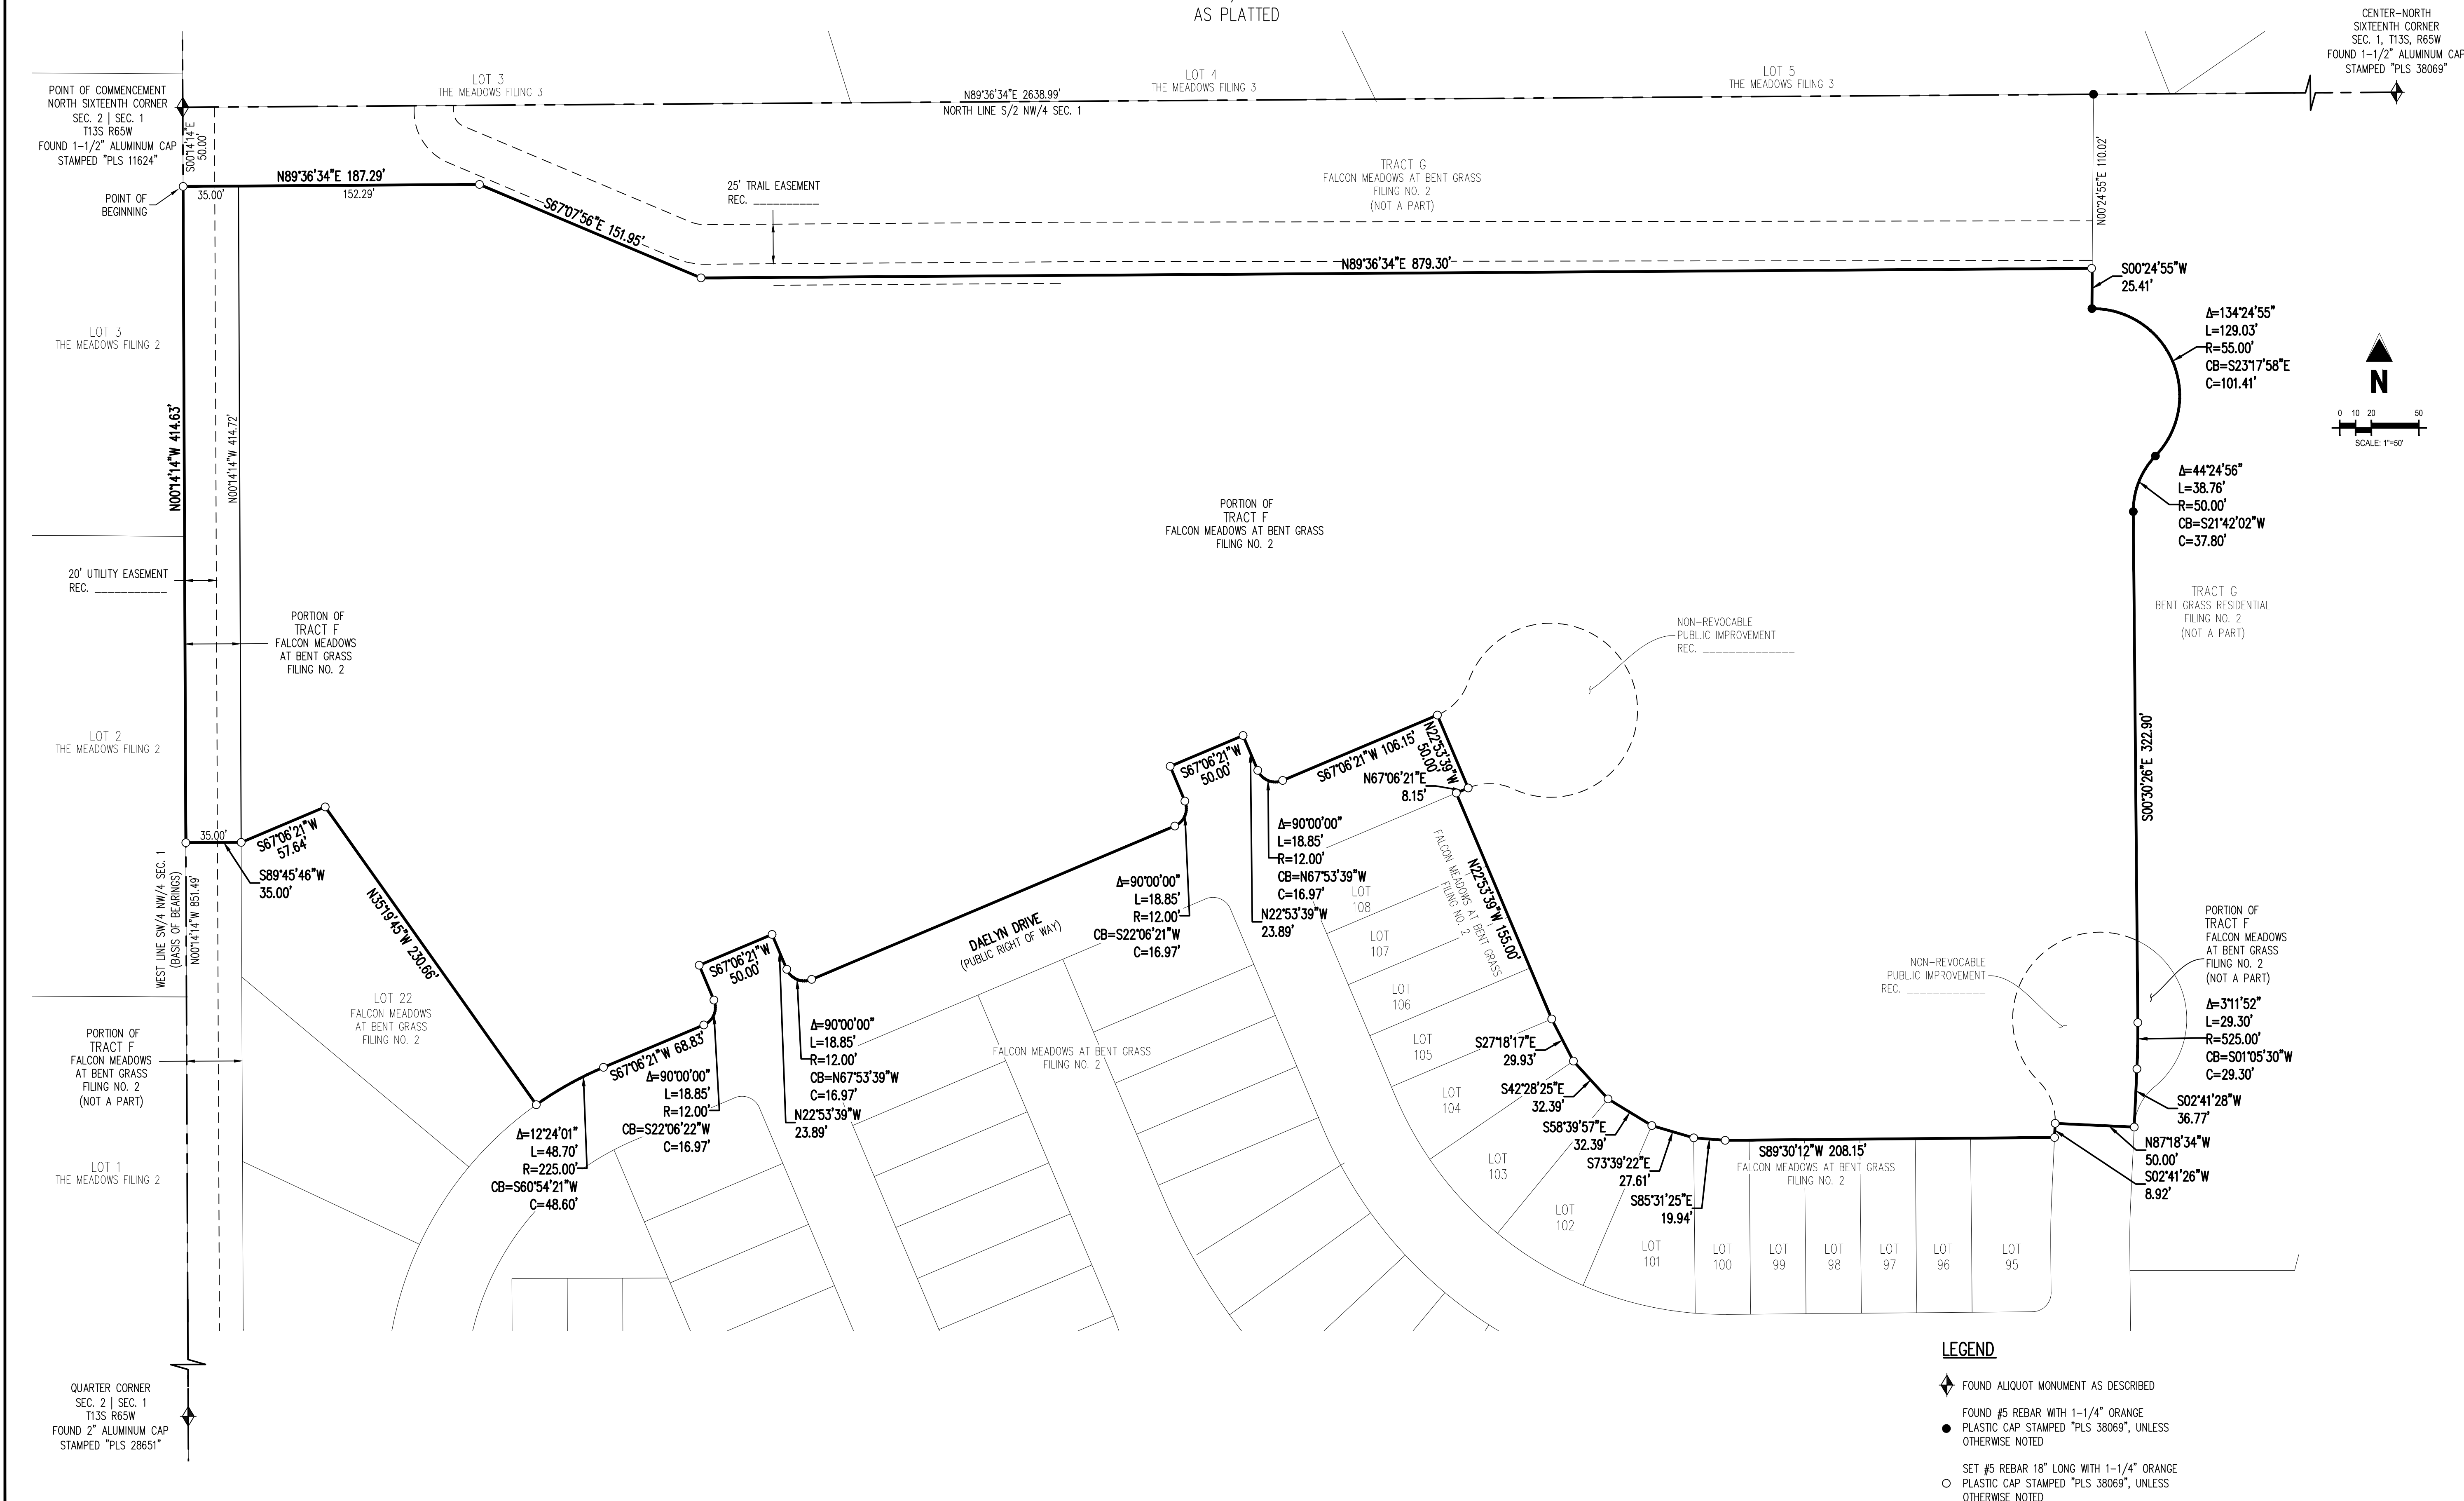 AS PLATTED
CENTER-NORTH
SIXTEENTH CORNER
SEC. 1, T13S, R65W
FOUND 1-1/2" ALUMINUM CAP
STAMPED "PLS 38069"
POINT OF COMMENCEMENT
NORTH SIXTEENTH CORNER
SEC. 2 | SEC. 1
T13S R65W
FOUND 1-1/2" ALUMINUM CAP
STAMPED "PLS 11624"
S00°14'14"E
50.00'
LOT 3
THE MEADOWS FILING 3
N89°36'34"E 2638.99'
NORTH LINE S/2 NW/4 SEC. 1
LOT 4
THE MEADOWS FILING 3
LOT 5
THE MEADOWS FILING 3
POINT OF
BEGINNING
N89°36'34"E 187.29'
35.00'
152.29'
S67°07'56"E 151.95'
25' TRAIL EASEMENT
REC. __________
TRACT G
FALCON MEADOWS AT BENT GRASS
FILING NO. 2
(NOT A PART)
N00°24'55"E 110.02'
N89°36'34"E 879.30'
S00°24'55"W
25.41'
Δ=134°24'55"
L=129.03'
R=55.00'
CB=S23°17'58"E
C=101.41'
N
0 10 20 50
SCALE: 1"=50'
LOT 3
THE MEADOWS FILING 2
N00°14'14"W 414.63'
N00°14'14"W 414.72'
Δ=44°24'56"
L=38.76'
R=50.00'
CB=S21°42'02"W
C=37.80'
PORTION OF
TRACT F
FALCON MEADOWS AT BENT GRASS
FILING NO. 2
20' UTILITY EASEMENT
REC. ___________
PORTION OF
TRACT F
FALCON MEADOWS
AT BENT GRASS
FILING NO. 2
TRACT G
BENT GRASS RESIDENTIAL
FILING NO. 2
(NOT A PART)
NON-REVOCABLE
PUBLIC IMPROVEMENT
REC. ______________
LOT 2
THE MEADOWS FILING 2
S00°30'26"E 322.90'
S67°06'21"W
50.00'
S67°06'21"W 106.15'
N22°53'39"W
50.00'
N67°06'21"E
8.15'
35.00'
S67°06'21"W
57.64'
S89°45'46"W
35.00'
WEST LINE SW/4 NW/4 SEC. 1
(BASIS OF BEARINGS)
N00°14'14"W 851.49'
N35°19'45"W 230.66'
Δ=90°00'00"
L=18.85'
R=12.00'
CB=N67°53'39"W
C=16.97'
N22°53'39"W
23.89'
Δ=90°00'00"
L=18.85'
R=12.00'
CB=S22°06'21"W
C=16.97'
DAELYN DRIVE
(PUBLIC RIGHT OF WAY)
FALCON MEADOWS AT BENT GRASS
FILING NO. 2
N22°53'39"W 155.00'
LOT
108
LOT
107
LOT
106
LOT
105
LOT
104
LOT
103
LOT
102
LOT
101
LOT
100
LOT
99
LOT
98
LOT
97
LOT
96
LOT
95
S67°06'21"W
50.00'
LOT 22
FALCON MEADOWS
AT BENT GRASS
FILING NO. 2
S67°06'21"W 68.83'
Δ=90°00'00"
L=18.85'
R=12.00'
CB=S22°06'22"W
C=16.97'
Δ=90°00'00"
L=18.85'
R=12.00'
CB=N67°53'39"W
C=16.97'
N22°53'39"W
23.89'
FALCON MEADOWS AT BENT GRASS
FILING NO. 2
Δ=12°24'01"
L=48.70'
R=225.00'
CB=S60°54'21"W
C=48.60'
PORTION OF
TRACT F
FALCON MEADOWS
AT BENT GRASS
FILING NO. 2
(NOT A PART)
LOT 1
THE MEADOWS FILING 2
S27°18'17"E
29.93'
S42°28'25"E
32.39'
S58°39'57"E
32.39'
S73°39'22"E
27.61'
S85°31'25"E
19.94'
S89°30'12"W 208.15'
FALCON MEADOWS AT BENT GRASS
FILING NO. 2
NON-REVOCABLE
PUBLIC IMPROVEMENT
REC. ____________
PORTION OF
TRACT F
FALCON MEADOWS
AT BENT GRASS
FILING NO. 2
(NOT A PART)
Δ=3°11'52"
L=29.30'
R=525.00'
CB=S01°05'30"W
C=29.30'
S02°41'28"W
36.77'
N87°18'34"W
50.00'
S02°41'26"W
8.92'
QUARTER CORNER
SEC. 2 | SEC. 1
T13S R65W
FOUND 2" ALUMINUM CAP
STAMPED "PLS 28651"
LEGEND
FOUND ALIQUOT MONUMENT AS DESCRIBED
FOUND #5 REBAR WITH 1-1/4" ORANGE
PLASTIC CAP STAMPED "PLS 38069", UNLESS
OTHERWISE NOTED
SET #5 REBAR 18" LONG WITH 1-1/4" ORANGE
PLASTIC CAP STAMPED "PLS 38069", UNLESS
OTHERWISE NOTED